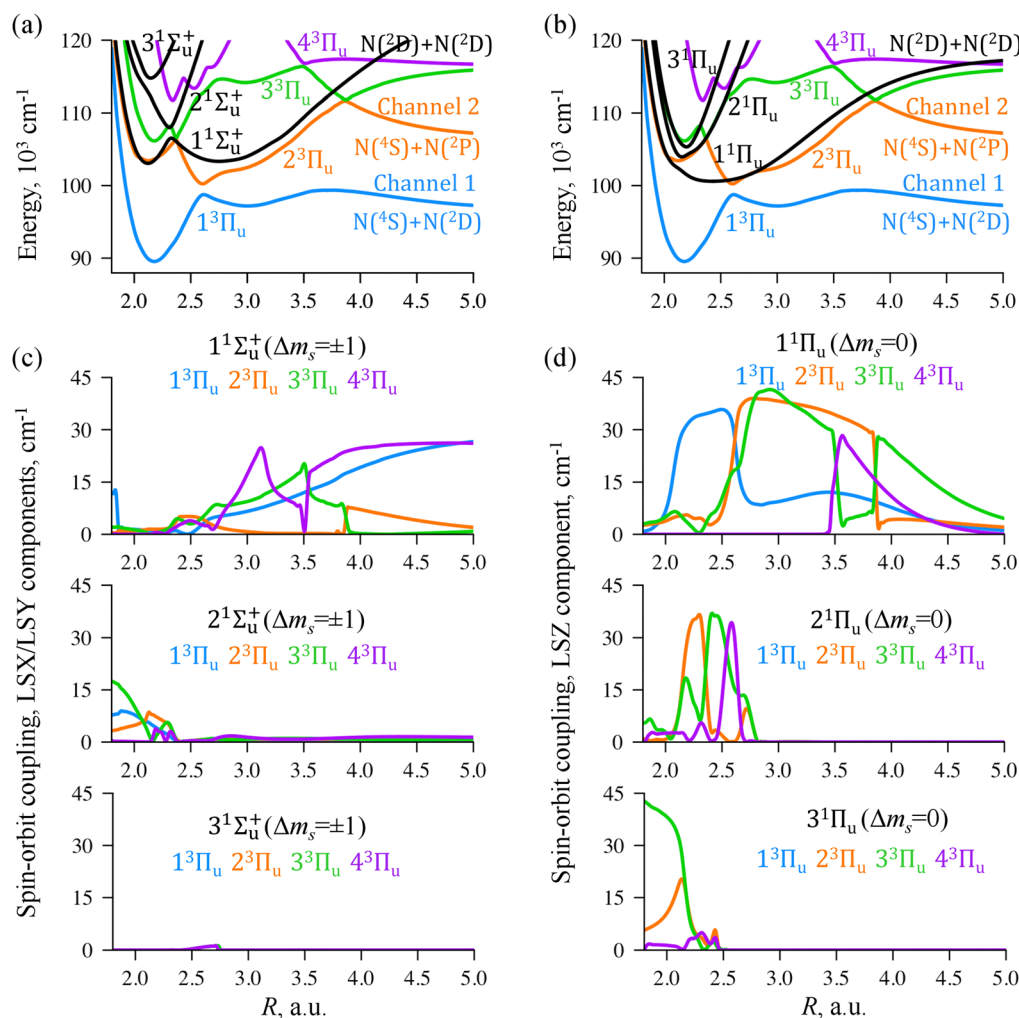 (a)
120
110
100
90
Energy, 10³ cm⁻¹
3¹Σᵤ⁺
2¹Σᵤ⁺
1¹Σᵤ⁺
4³Πᵤ
N(²D)+N(²D)
3³Πᵤ
Channel 2
N(⁴S)+N(²P)
2³Πᵤ
Channel 1
1³Πᵤ
N(⁴S)+N(²D)
2.0 2.5 3.0 3.5 4.0 4.5 5.0
(b)
120
110
100
90
Energy, 10³ cm⁻¹
3¹Πᵤ
2¹Πᵤ
1¹Πᵤ
4³Πᵤ
N(²D)+N(²D)
3³Πᵤ
Channel 2
N(⁴S)+N(²P)
2³Πᵤ
Channel 1
1³Πᵤ
N(⁴S)+N(²D)
2.0 2.5 3.0 3.5 4.0 4.5 5.0
(c)
Spin-orbit coupling, LSX/LSY components, cm⁻¹
1¹Σᵤ⁺(Δmₛ=±1)
1³Πᵤ 2³Πᵤ 3³Πᵤ 4³Πᵤ
45
30
15
0
2.0 2.5 3.0 3.5 4.0 4.5 5.0
2¹Σᵤ⁺(Δmₛ=±1)
1³Πᵤ 2³Πᵤ 3³Πᵤ 4³Πᵤ
45
30
15
0
2.0 2.5 3.0 3.5 4.0 4.5 5.0
3¹Σᵤ⁺(Δmₛ=±1)
1³Πᵤ 2³Πᵤ 3³Πᵤ 4³Πᵤ
45
30
15
0
2.0 2.5 3.0 3.5 4.0 4.5 5.0
R, a.u.
(d)
Spin-orbit coupling, LSZ component, cm⁻¹
1¹Πᵤ(Δmₛ=0)
1³Πᵤ 2³Πᵤ 3³Πᵤ 4³Πᵤ
45
30
15
0
2.0 2.5 3.0 3.5 4.0 4.5 5.0
2¹Πᵤ(Δmₛ=0)
1³Πᵤ 2³Πᵤ 3³Πᵤ 4³Πᵤ
45
30
15
0
2.0 2.5 3.0 3.5 4.0 4.5 5.0
3¹Πᵤ(Δmₛ=0)
1³Πᵤ 2³Πᵤ 3³Πᵤ 4³Πᵤ
45
30
15
0
2.0 2.5 3.0 3.5 4.0 4.5 5.0
R, a.u.